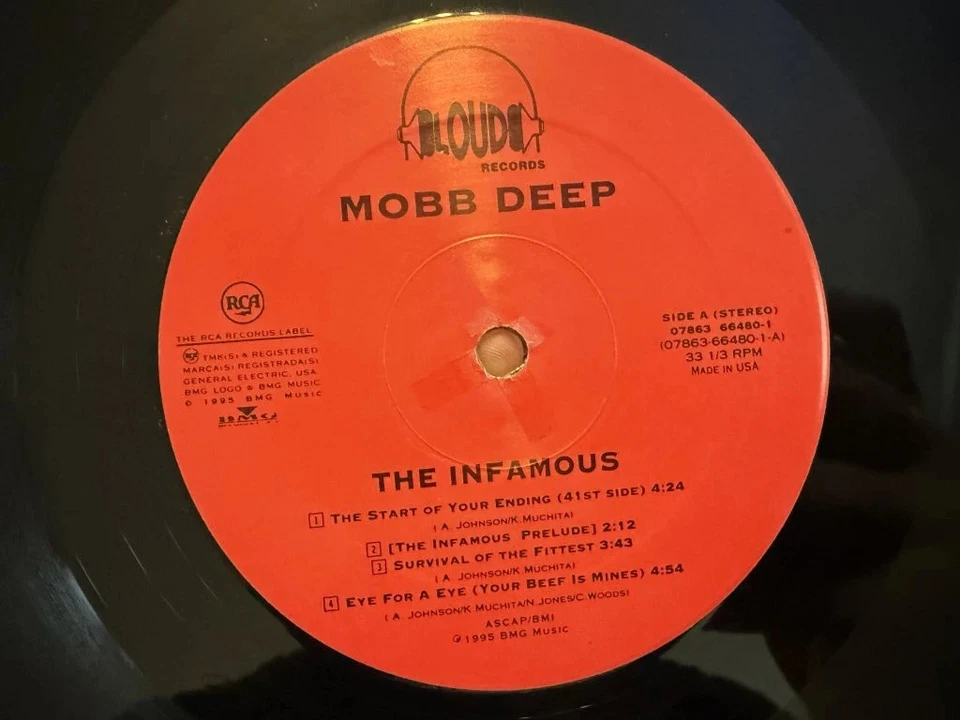 LOUD
RECORDS
MOBB DEEP
RCA
THE RCA RECORDS LABEL
TMK(S) ® REGISTERED
MARCA(S) REGISTRADA(S)
GENERAL ELECTRIC, USA
BMG LOGO ® BMG MUSIC
© 1995 BMG MUSIC
BMG
SIDE A (STEREO)
07863 66480-1
(07863-66480-1-A)
33 1/3 RPM
MADE IN USA
THE INFAMOUS
1 THE START OF YOUR ENDING (41ST SIDE) 4:24
(A. JOHNSON/K.MUCHITA)
2 [THE INFAMOUS PRELUDE] 2:12
3 SURVIVAL OF THE FITTEST 3:43
(A. JOHNSON/K.MUCHITA)
4 EYE FOR A EYE (YOUR BEEF IS MINES) 4:54
(A. JOHNSON/K.MUCHITA/N.JONES/C.WOODS)
ASCAP/BMI
℗1995 BMG MUSIC